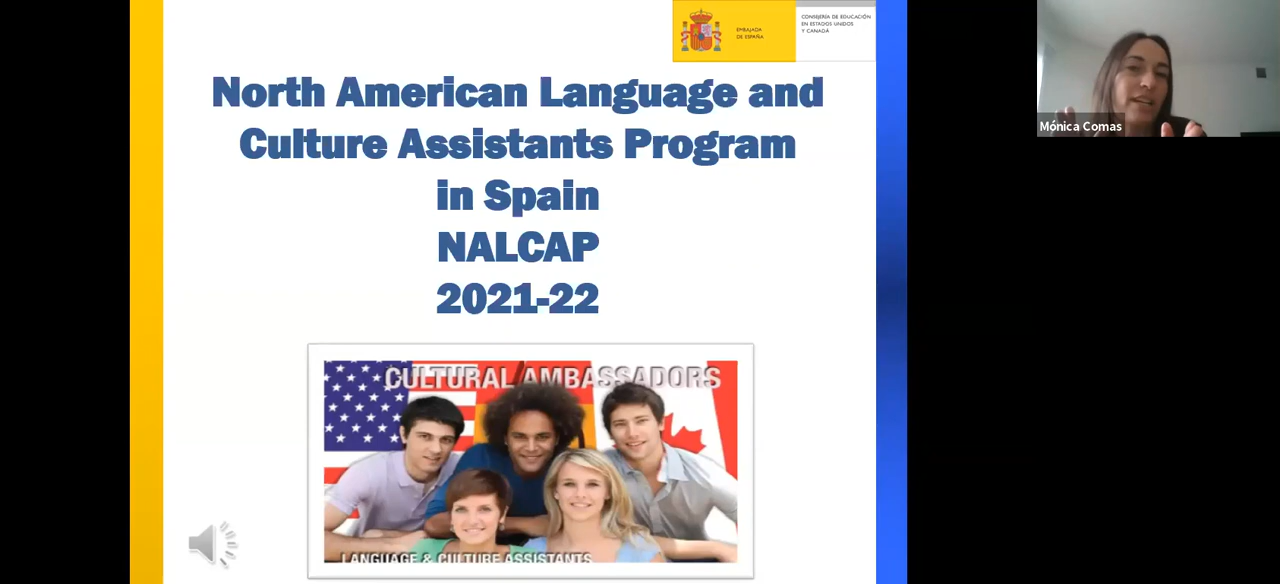 EMBAJADA
DE ESPAÑA
CONSEJERÍA DE EDUCACIÓN
EN ESTADOS UNIDOS
Y CANADÁ
North American Language and
Culture Assistants Program
in Spain
NALCAP
2021-22
CULTURAL AMBASSADORS
LANGUAGE & CULTURE ASSISTANTS
Mónica Comas